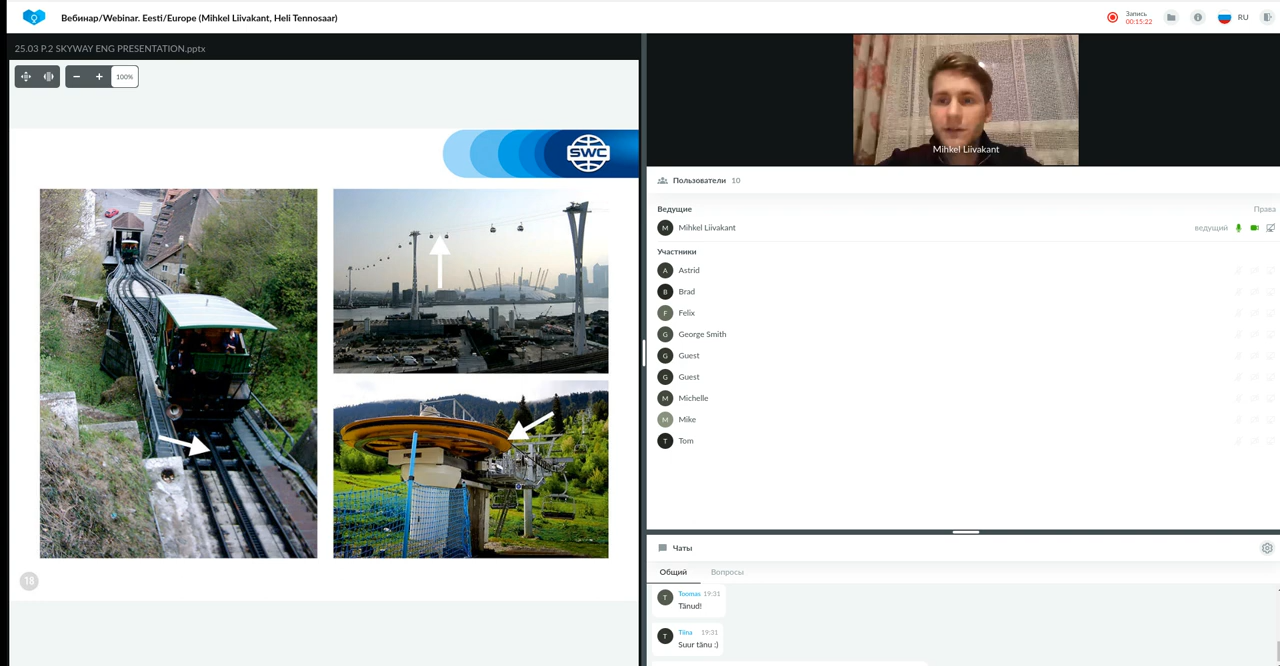 Вебинар/Webinar. Eesti/Europe (Mihkel Liivakant, Heli Tennosaar)
Запись
00:15:22
RU
25.03 P.2 SKYWAY ENG PRESENTATION.pptx
100%
SWC
18
Mihkel Liivakant
Пользователи 10
Ведущие Права
M Mihkel Liivakant ведущий
Участники
A Astrid
B Brad
F Felix
G George Smith
G Guest
G Guest
M Michelle
M Mike
T Tom
Чаты
Общий Вопросы
T Toomas 19:31
Tänud!
T Tiina 19:31
Suur tänu :)